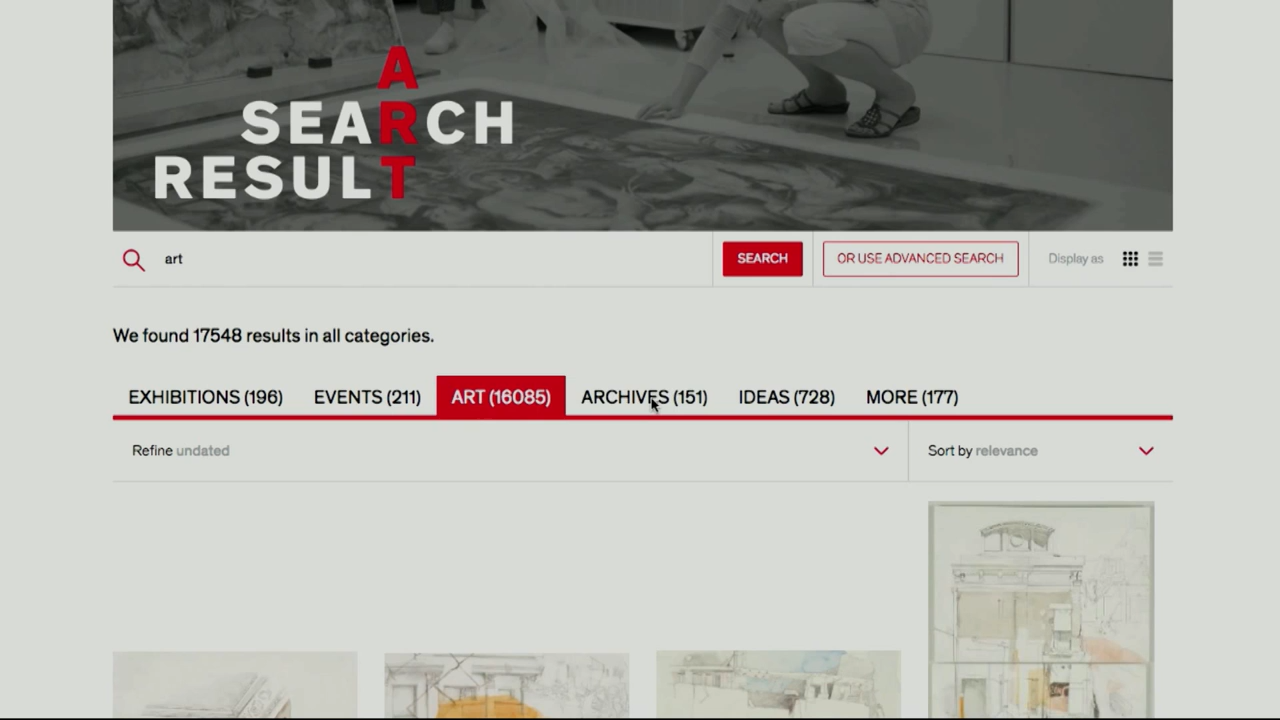 A
SEARCH
RESULT
art
SEARCH
OR USE ADVANCED SEARCH
Display as
We found 17548 results in all categories.
EXHIBITIONS (196) EVENTS (211) ART (16085) ARCHIVES (151) IDEAS (728) MORE (177)
Refine undated
Sort by relevance